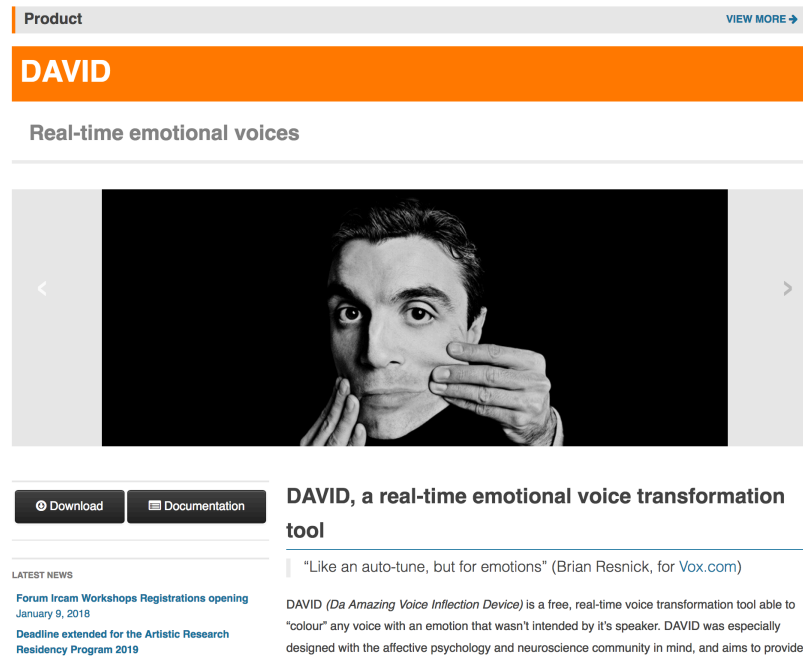 Product
VIEW MORE
DAVID
Real-time emotional voices
Download
Documentation
LATEST NEWS
Forum Ircam Workshops Registrations opening
January 9, 2018
Deadline extended for the Artistic Research
Residency Program 2019
DAVID, a real-time emotional voice transformation
tool
“Like an auto-tune, but for emotions” (Brian Resnick, for Vox.com)
DAVID (Da Amazing Voice Inflection Device) is a free, real-time voice transformation tool able to
“colour” any voice with an emotion that wasn’t intended by it’s speaker. DAVID was especially
designed with the affective psychology and neuroscience community in mind, and aims to provide